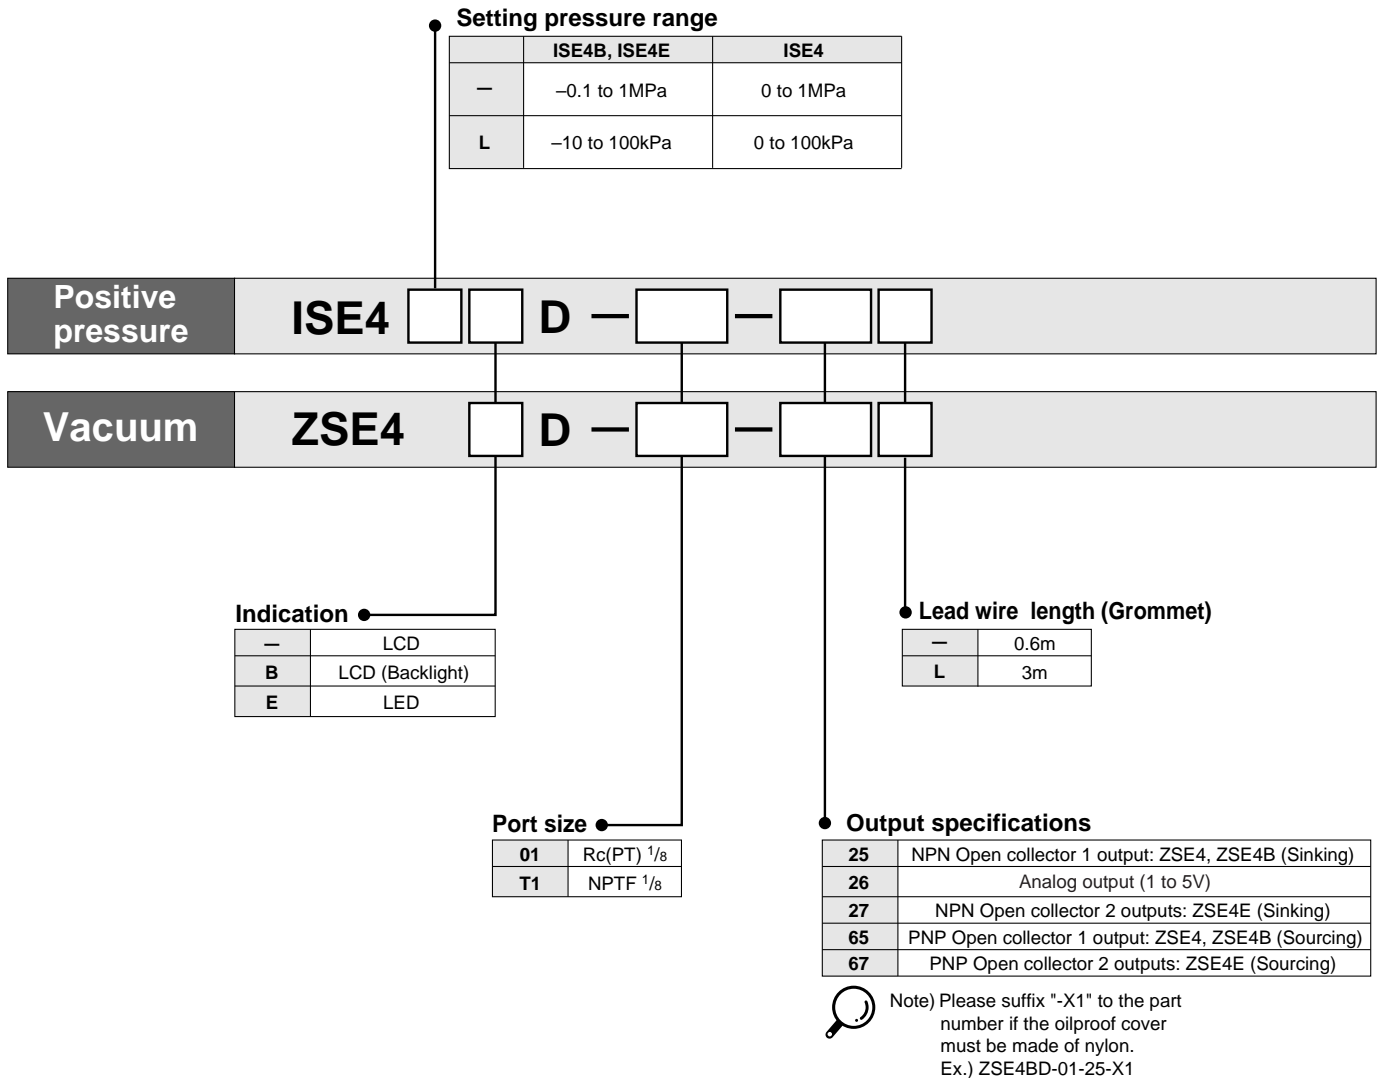 Setting pressure range
ISE4B, ISE4E ISE4
– –0.1 to 1MPa 0 to 1MPa
L –10 to 100kPa 0 to 100kPa
Positive pressure ISE4 D – –
Vacuum ZSE4 D – –
Indication
– LCD
B LCD (Backlight)
E LED
Lead wire length (Grommet)
– 0.6m
L 3m
Port size
01 Rc(PT) 1/8
T1 NPTF 1/8
Output specifications
25 NPN Open collector 1 output: ZSE4, ZSE4B (Sinking)
26 Analog output (1 to 5V)
27 NPN Open collector 2 outputs: ZSE4E (Sinking)
65 PNP Open collector 1 output: ZSE4, ZSE4B (Sourcing)
67 PNP Open collector 2 outputs: ZSE4E (Sourcing)
Note) Please suffix "-X1" to the part
number if the oilproof cover
must be made of nylon.
Ex.) ZSE4BD-01-25-X1